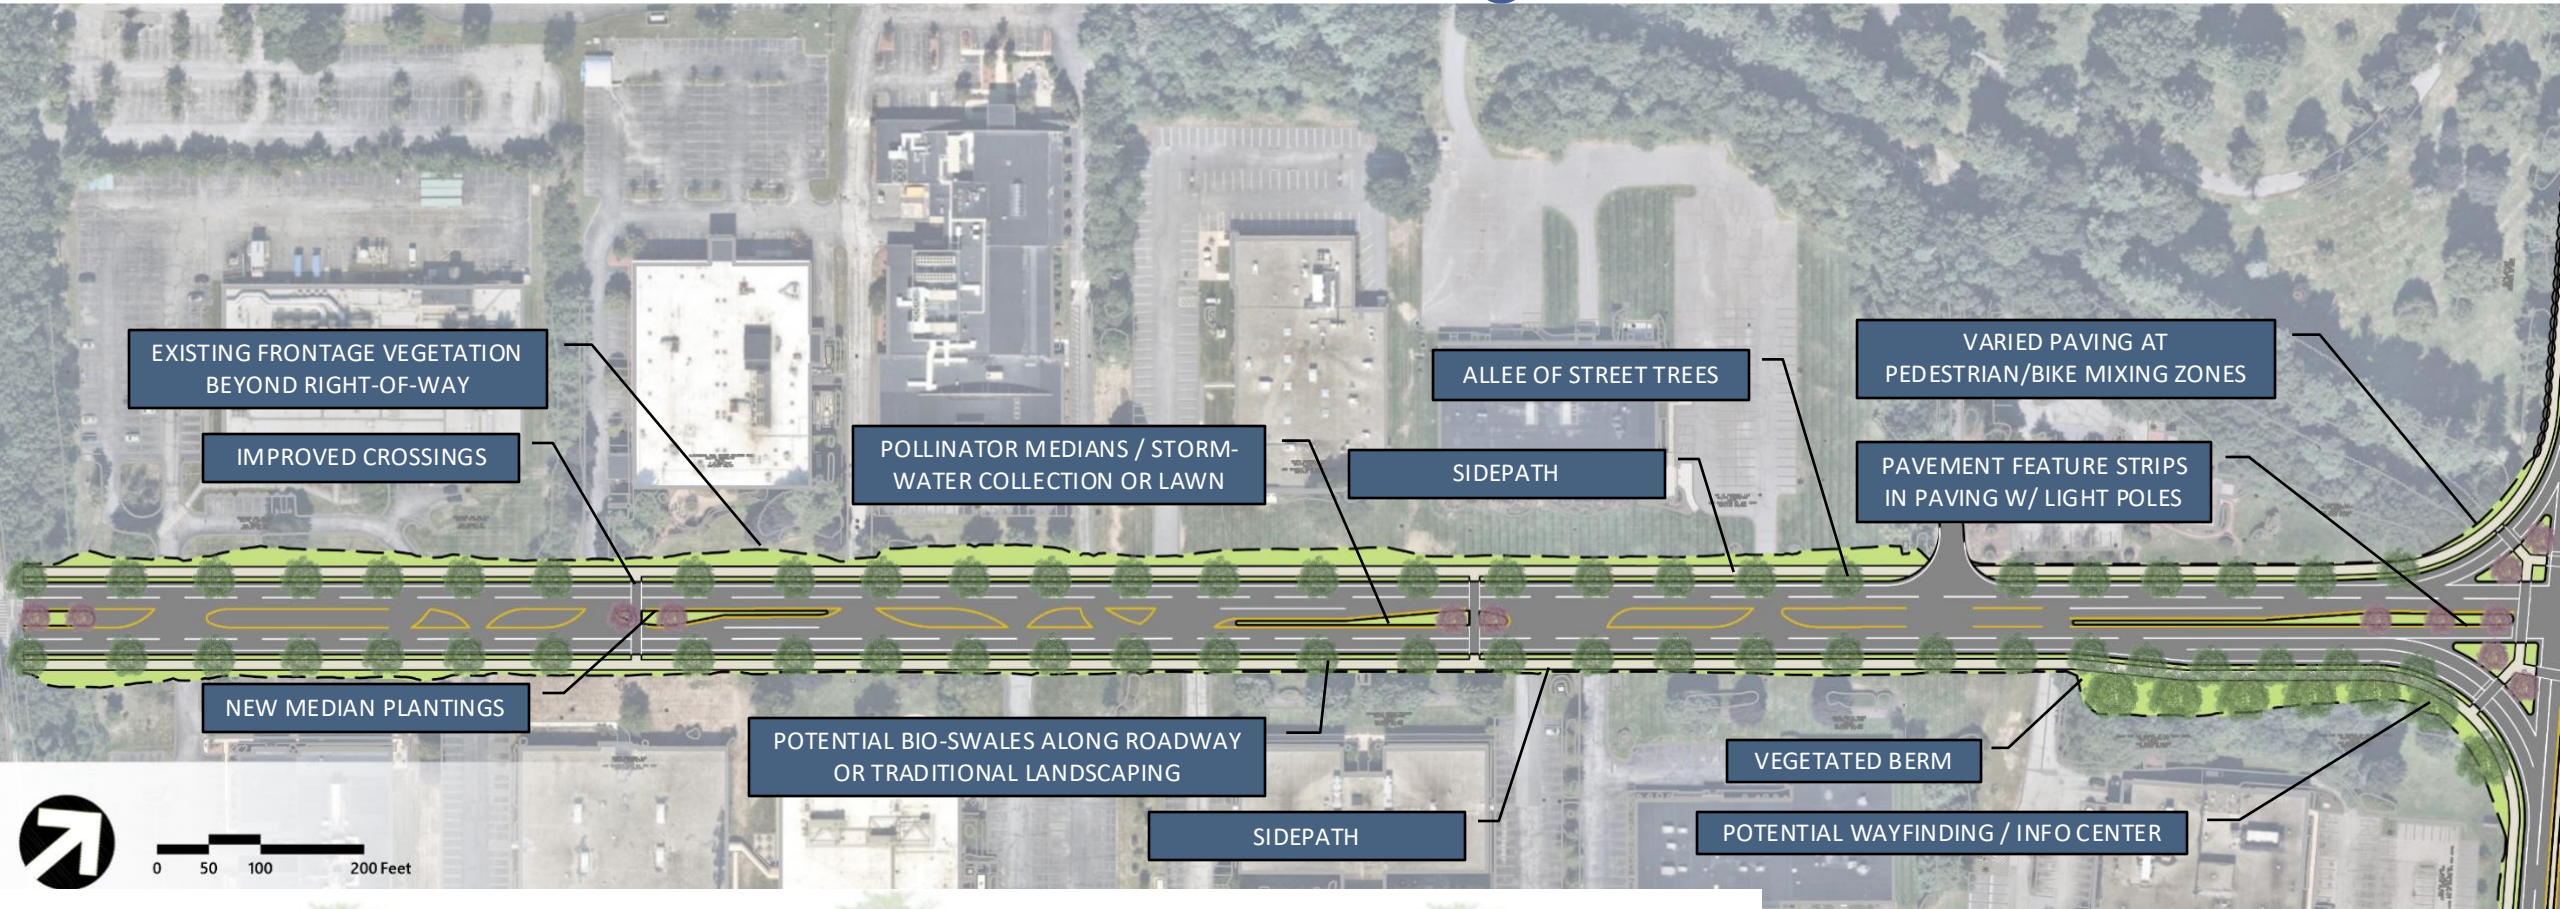 EXISTING FRONTAGE VEGETATION
BEYOND RIGHT-OF-WAY
IMPROVED CROSSINGS
POLLINATOR MEDIANS / STORM-
WATER COLLECTION OR LAWN
ALLEE OF STREET TREES
SIDEPATH
VARIED PAVING AT
PEDESTRIAN/BIKE MIXING ZONES
PAVEMENT FEATURE STRIPS
IN PAVING W/ LIGHT POLES
NEW MEDIAN PLANTINGS
POTENTIAL BIO-SWALES ALONG ROADWAY
OR TRADITIONAL LANDSCAPING
SIDEPATH
VEGETATED BERM
POTENTIAL WAYFINDING / INFO CENTER
0 50 100 200 Feet